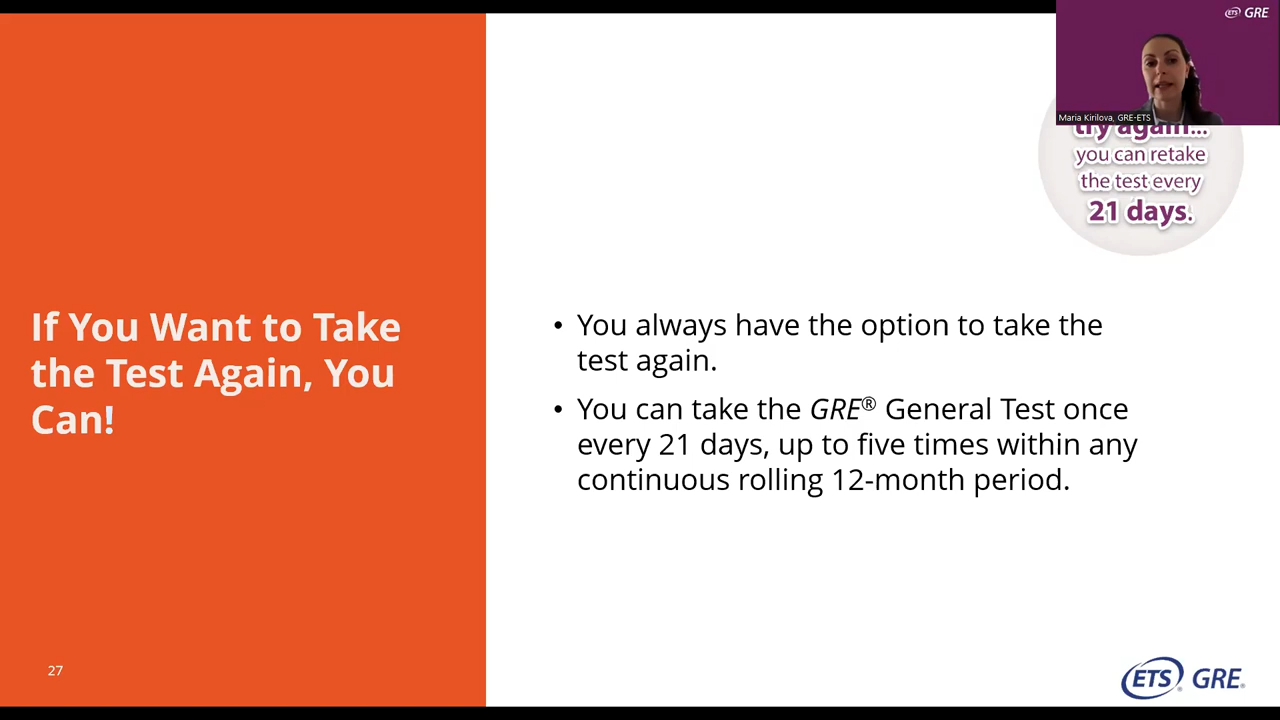 ETS GRE
Maria Kirilova, GRE-ETS
try again...
you can retake
the test every
21 days.
If You Want to Take
the Test Again, You
Can!
• You always have the option to take the
test again.
• You can take the GRE® General Test once
every 21 days, up to five times within any
continuous rolling 12-month period.
27
ETS® GRE®